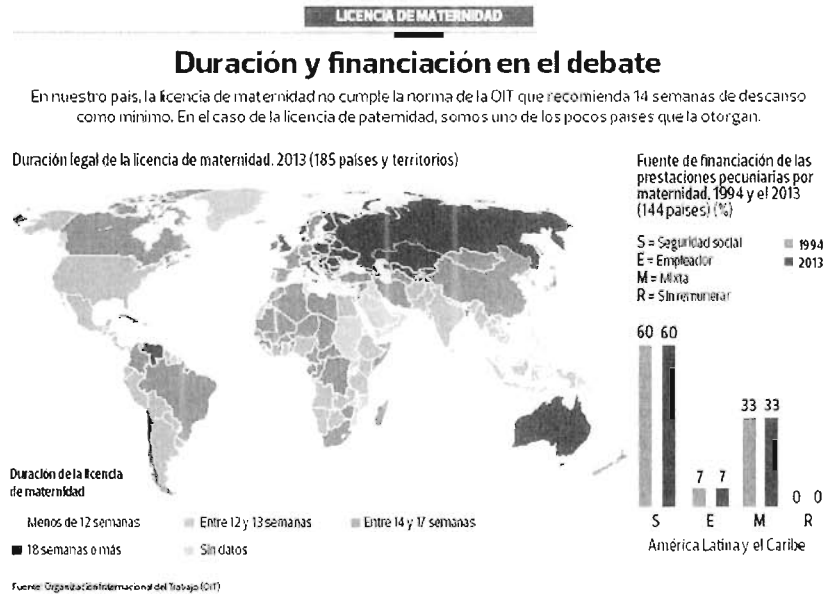 LICENCIA DE MATERNIDAD
Duración y financiación en el debate
En nuestro país, la licencia de maternidad no cumple la norma de la OIT que recomienda 14 semanas de descanso
como mínimo. En el caso de la licencia de paternidad, somos uno de los pocos países que la otorgan.
Duración legal de la licencia de maternidad. 2013 (185 países y territorios)
Duración de la licencia
de maternidad
Menos de 12 semanas
Entre 12 y 13 semanas
Entre 14 y 17 semanas
18 semanas o más
Sin datos
Fuente: Organización Internacional del Trabajo (OIT)
Fuente de financiación de las
prestaciones pecuniarias por
maternidad, 1994 y el 2013
(144 países) (%)
S = Seguridad social
E = Empleador
M = Mixta
R = Sin remunerar
1994
2013
60 60
7 7
33 33
0 0
S E M R
América Latina y el Caribe